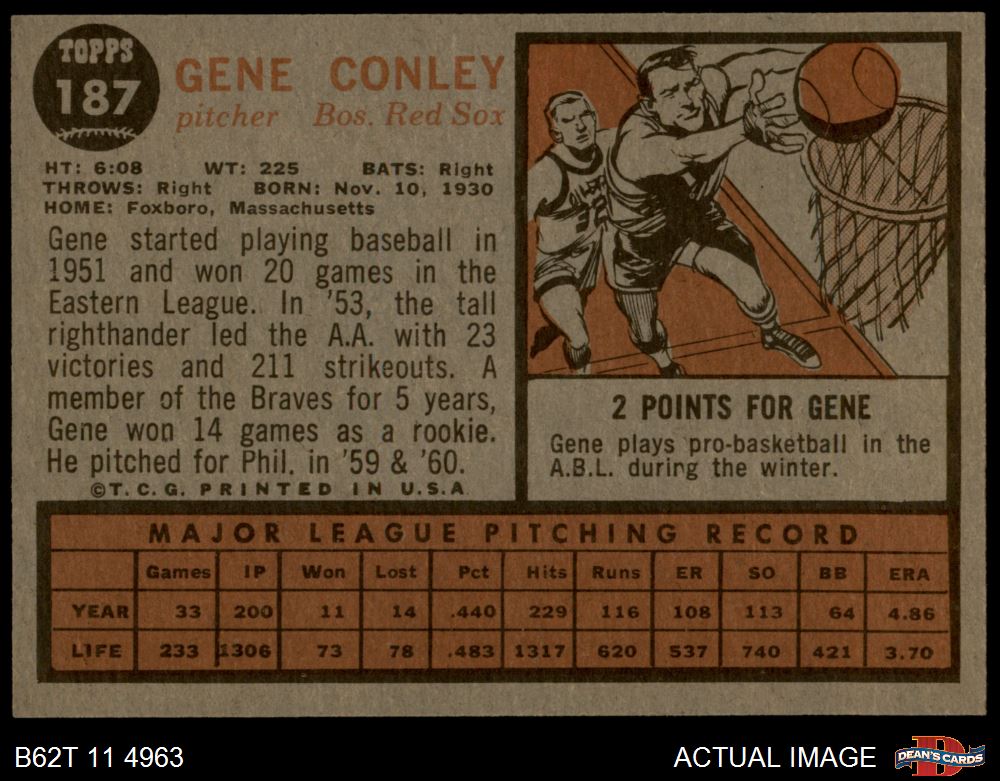 TOPPS
187
GENE CONLEY
pitcher Bos. Red Sox
HT: 6:08 WT: 225 BATS: Right
THROWS: Right BORN: Nov. 10, 1930
HOME: Foxboro, Massachusetts
Gene started playing baseball in
1951 and won 20 games in the
Eastern League. In '53, the tall
righthander led the A.A. with 23
victories and 211 strikeouts. A
member of the Braves for 5 years,
Gene won 14 games as a rookie.
He pitched for Phil. in '59 & '60.
©T. C. G. PRINTED IN U.S.A
2 POINTS FOR GENE
Gene plays pro-basketball in the
A.B.L. during the winter.
MAJOR LEAGUE PITCHING RECORD
Games IP Won Lost Pct Hits Runs ER SO BB ERA
YEAR 33 200 11 14 .440 229 116 108 113 64 4.86
LIFE 233 1306 73 78 .483 1317 620 537 740 421 3.70
B62T 11 4963
ACTUAL IMAGE
DEAN'S CARDS